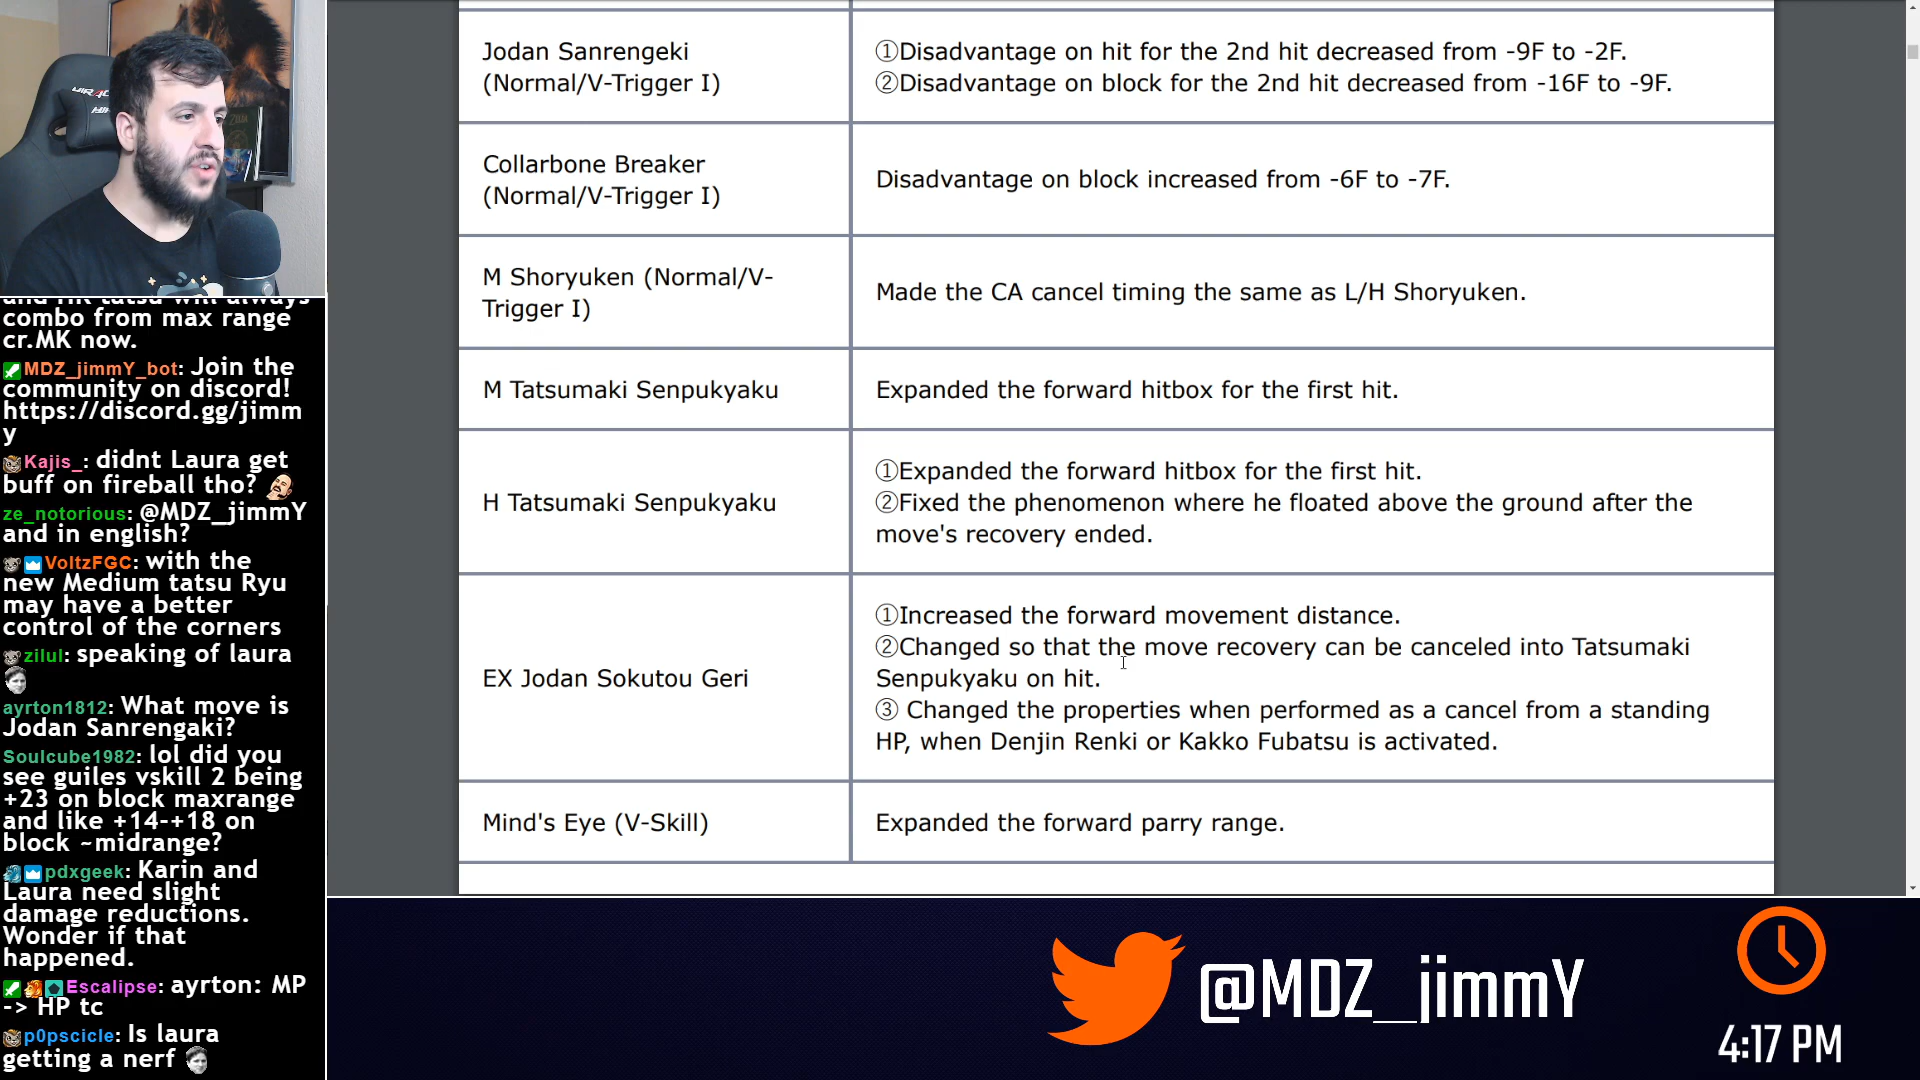 Jodan Sanrengeki
(Normal/V-Trigger I)
①Disadvantage on hit for the 2nd hit decreased from -9F to -2F.
②Disadvantage on block for the 2nd hit decreased from -16F to -9F.
Collarbone Breaker
(Normal/V-Trigger I)
Disadvantage on block increased from -6F to -7F.
M Shoryuken (Normal/V-
Trigger I)
Made the CA cancel timing the same as L/H Shoryuken.
M Tatsumaki Senpukyaku
Expanded the forward hitbox for the first hit.
H Tatsumaki Senpukyaku
①Expanded the forward hitbox for the first hit.
②Fixed the phenomenon where he floated above the ground after the
move's recovery ended.
EX Jodan Sokutou Geri
①Increased the forward movement distance.
②Changed so that the move recovery can be canceled into Tatsumaki
Senpukyaku on hit.
③ Changed the properties when performed as a cancel from a standing
HP, when Denjin Renki or Kakko Fubatsu is activated.
Mind's Eye (V-Skill)
Expanded the forward parry range.
and HK tatsu will always
combo from max range
cr.MK now.
MDZ_jimmY_bot: Join the
community on discord!
https://discord.gg/jimm
y
Kajis_: didnt Laura get
buff on fireball tho?
ze_notorious: @MDZ_jimmY
and in english?
VoltzFGC: with the
new Medium tatsu Ryu
may have a better
control of the corners
zilul: speaking of laura
ayrton1812: What move is
Jodan Sanrengaki?
Soulcube1982: lol did you
see guiles vskill 2 being
+23 on block maxrange
and like +14-+18 on
block ~midrange?
pdxgeek: Karin and
Laura need slight
damage reductions.
Wonder if that
happened.
Escalipse: ayrton: MP
-> HP tc
p0pscicle: Is laura
getting a nerf
@MDZ_jimmY
4:17 PM